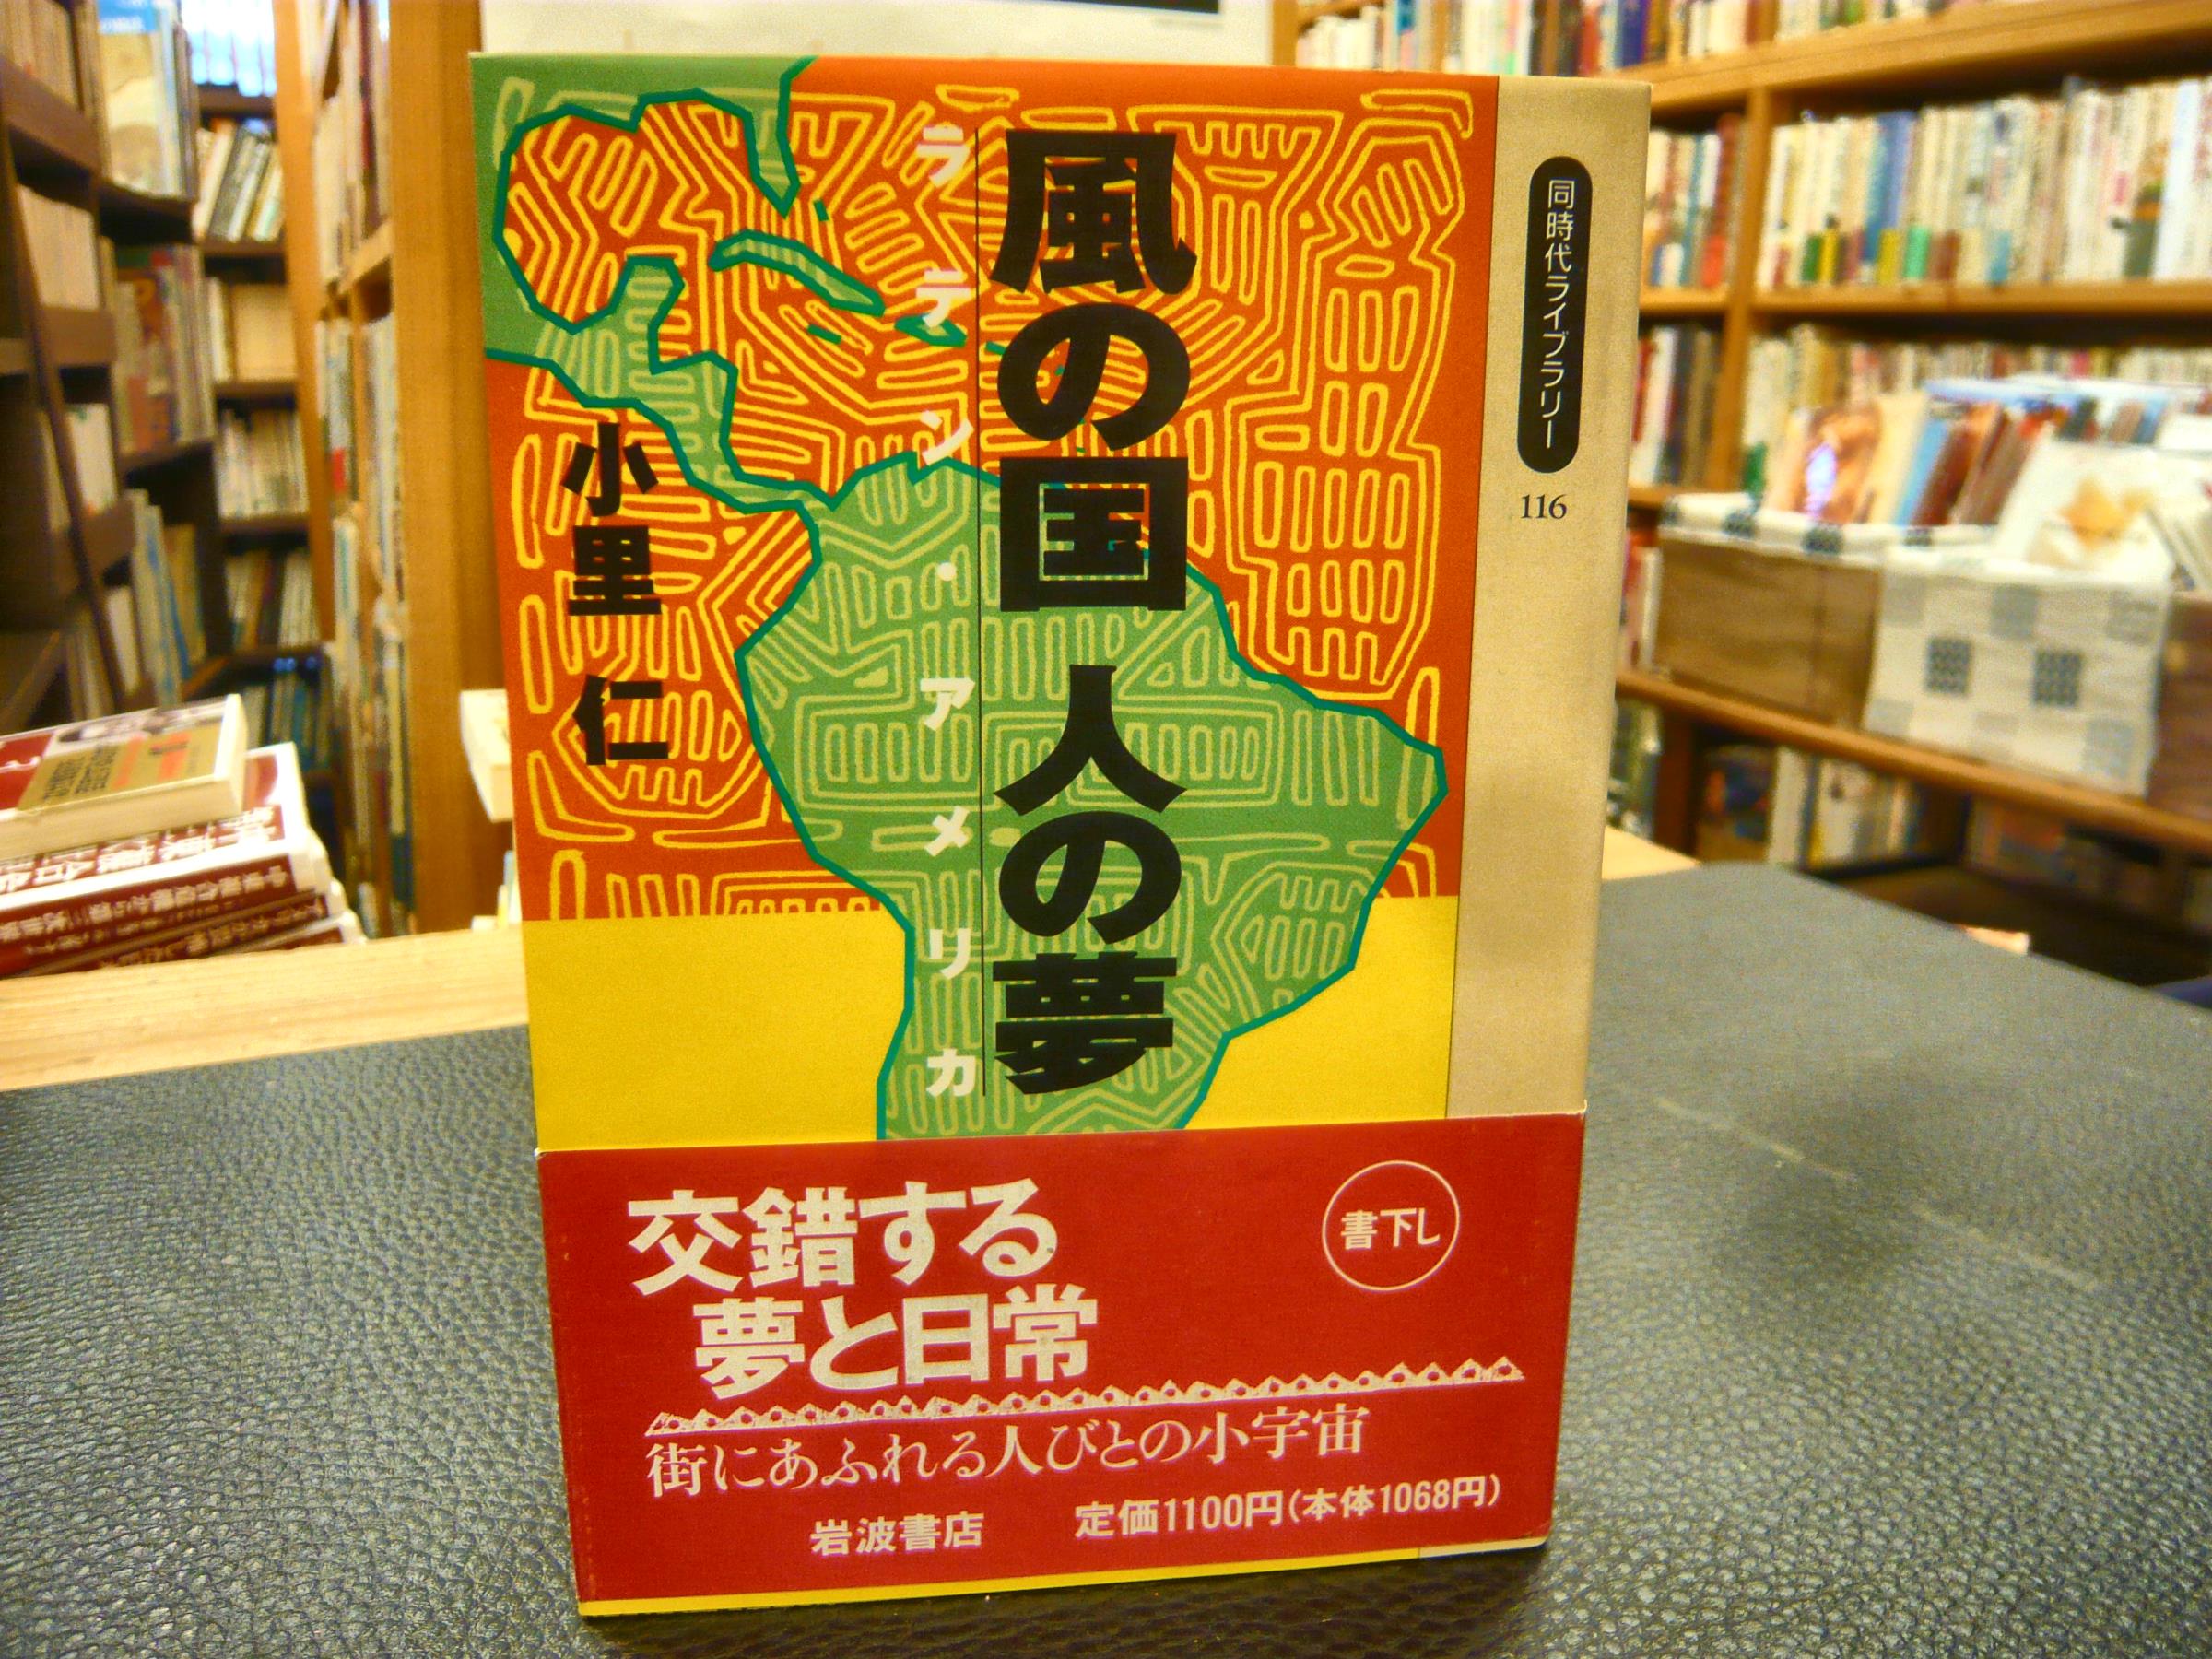 同時代ライブラリー
116
風の国 人の夢
ラテン・アメリカ
小里 仁
交錯する
夢と日常
書下し
街にあふれる人びとの小宇宙
岩波書店 定価1100円(本体1068円)